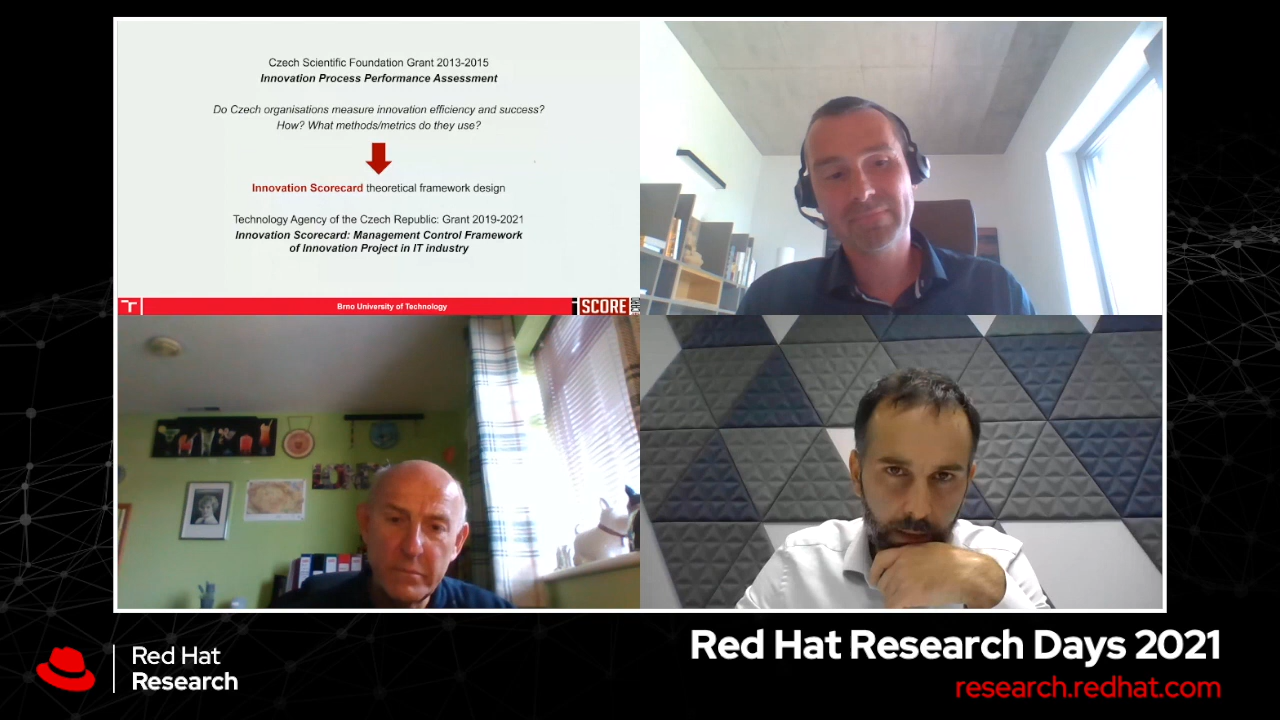 Czech Scientific Foundation Grant 2013-2015
Innovation Process Performance Assessment
Do Czech organisations measure innovation efficiency and success?
How? What methods/metrics do they use?
Innovation Scorecard theoretical framework design
Technology Agency of the Czech Republic: Grant 2019-2021
Innovation Scorecard: Management Control Framework
of Innovation Project in IT industry
Brno University of Technology
SCORE
Red Hat
Research
Red Hat Research Days 2021
research.redhat.com